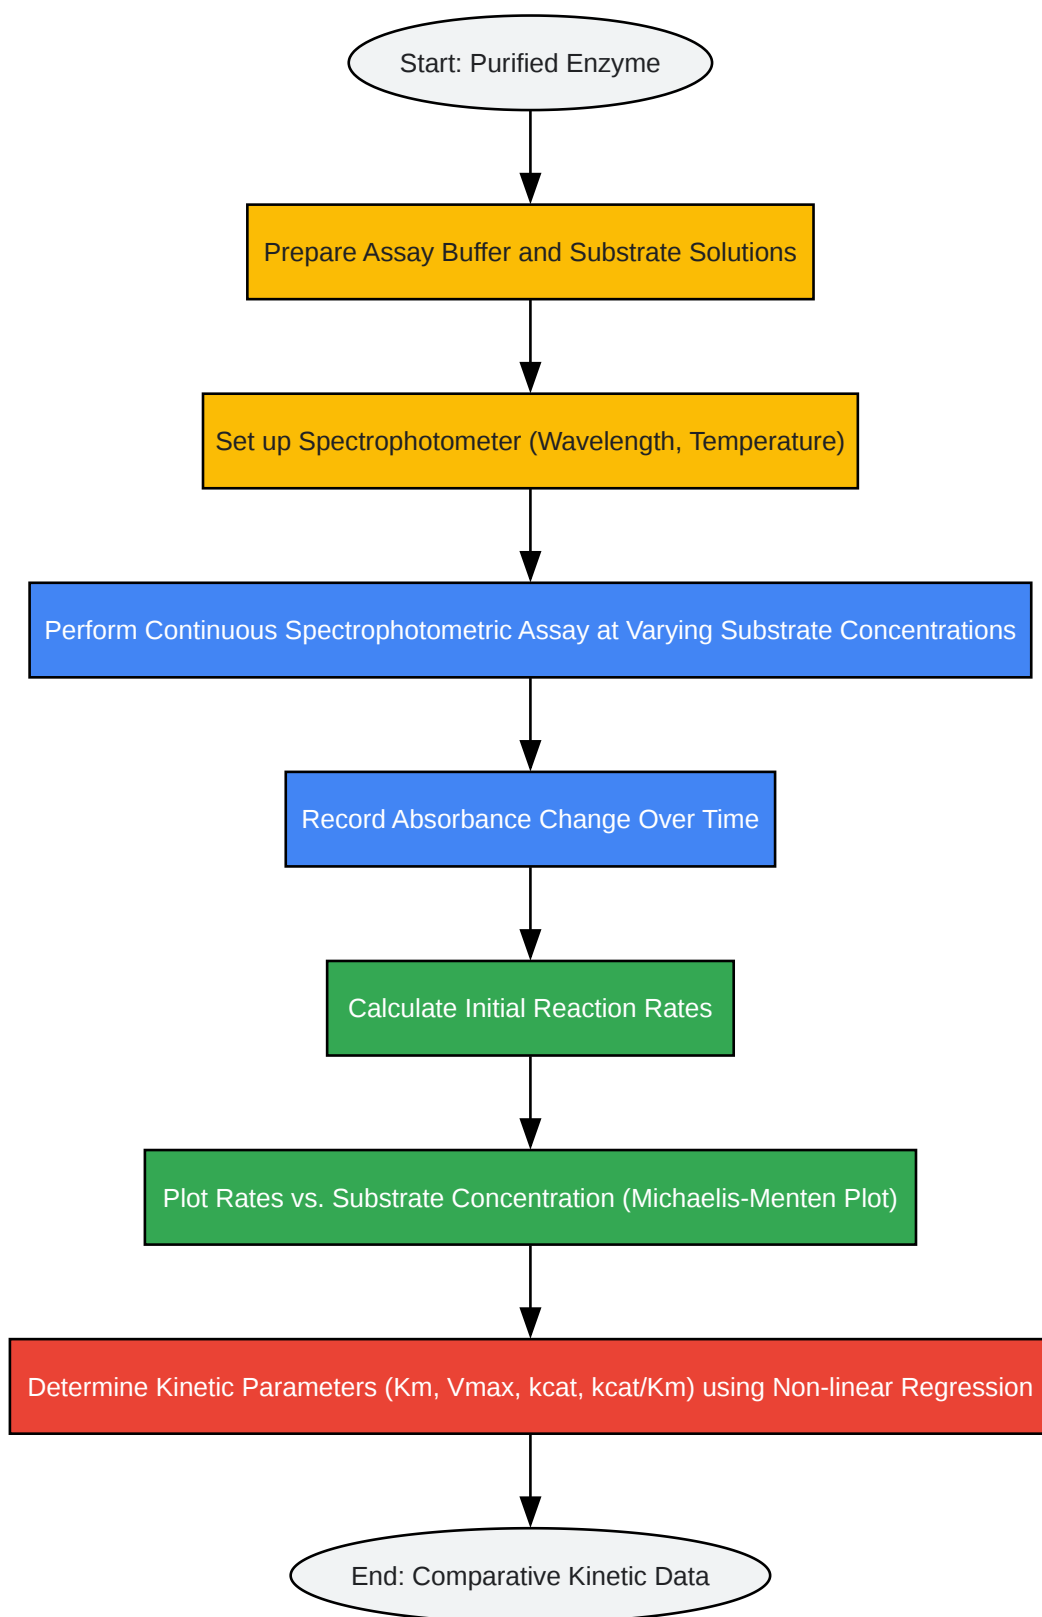 Start: Purified Enzyme
Prepare Assay Buffer and Substrate Solutions
Set up Spectrophotometer (Wavelength, Temperature)
Perform Continuous Spectrophotometric Assay at Varying Substrate Concentrations
Record Absorbance Change Over Time
Calculate Initial Reaction Rates
Plot Rates vs. Substrate Concentration (Michaelis-Menten Plot)
Determine Kinetic Parameters (Km, Vmax, kcat, kcat/Km) using Non-linear Regression
End: Comparative Kinetic Data